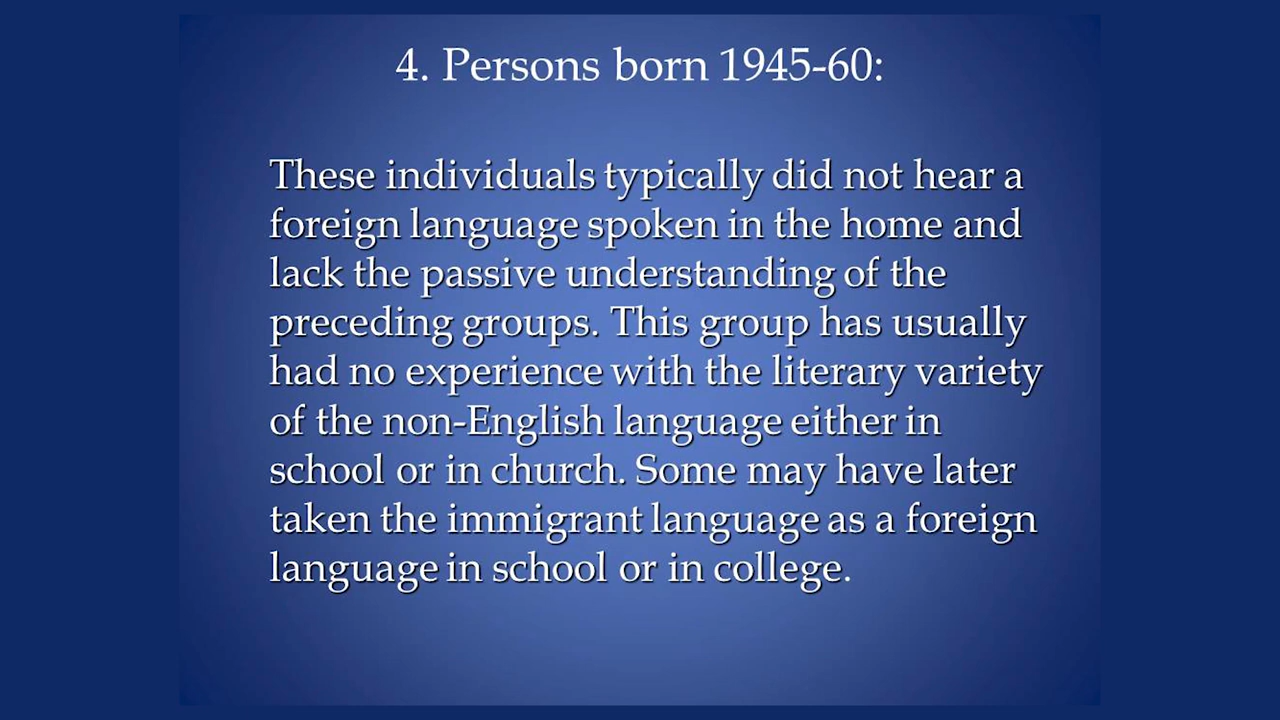 4. Persons born 1945-60:
These individuals typically did not hear a
foreign language spoken in the home and
lack the passive understanding of the
preceding groups. This group has usually
had no experience with the literary variety
of the non-English language either in
school or in church. Some may have later
taken the immigrant language as a foreign
language in school or in college.